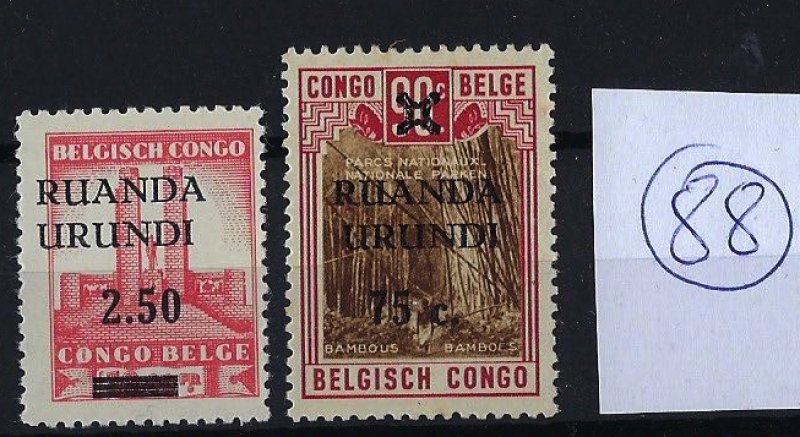 BELGISCH CONGO
RUANDA
URUNDI
2.50
CONGO BELGE
CONGO 90c BELGE
PARCS NATIONAUX
NATIONALE PARKEN
RUANDA
URUNDI
75 c.
BAMBOUS BAMBOES
BELGISCH CONGO
88